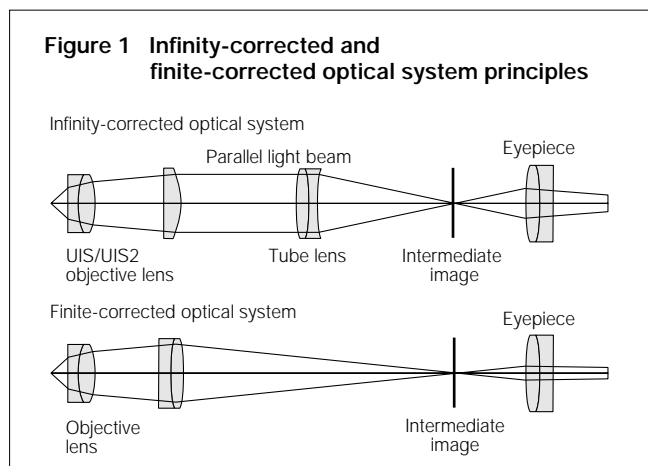 Figure 1 Infinity-corrected and
finite-corrected optical system principles
Infinity-corrected optical system
Parallel light beam
Eyepiece
UIS/UIS2
objective lens
Tube lens
Intermediate
image
Finite-corrected optical system
Eyepiece
Objective
lens
Intermediate
image